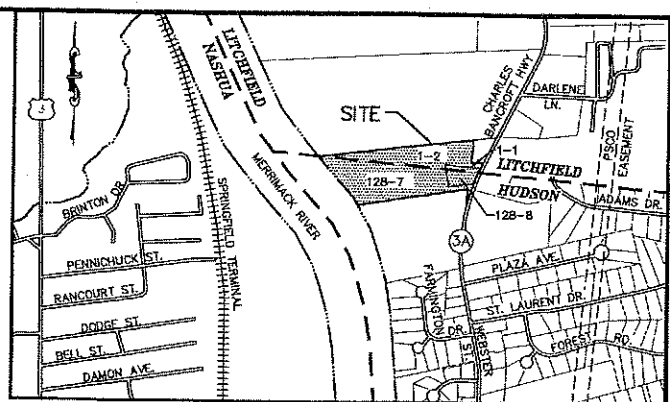 3
LITCHFIELD
NASHUA
SITE
CHARLES
BANCROFT HWY
DARLENE
LN.
PSCO
EASEMENT
1-1
1-2
LITCHFIELD
HUDSON
128-7
128-8
ADAMS DR.
MERRIMACK RIVER
BRINTON DR.
SPRINGFIELD TERMINAL
3A
PENNICHUCK ST.
RANCOURT ST.
DODGE ST.
BELL ST.
DAMON AVE.
PLAZA AVE.
FARMINGTON
DR.
ST. LAURENT DR.
WEBSTER
ST.
FOREST
RD.